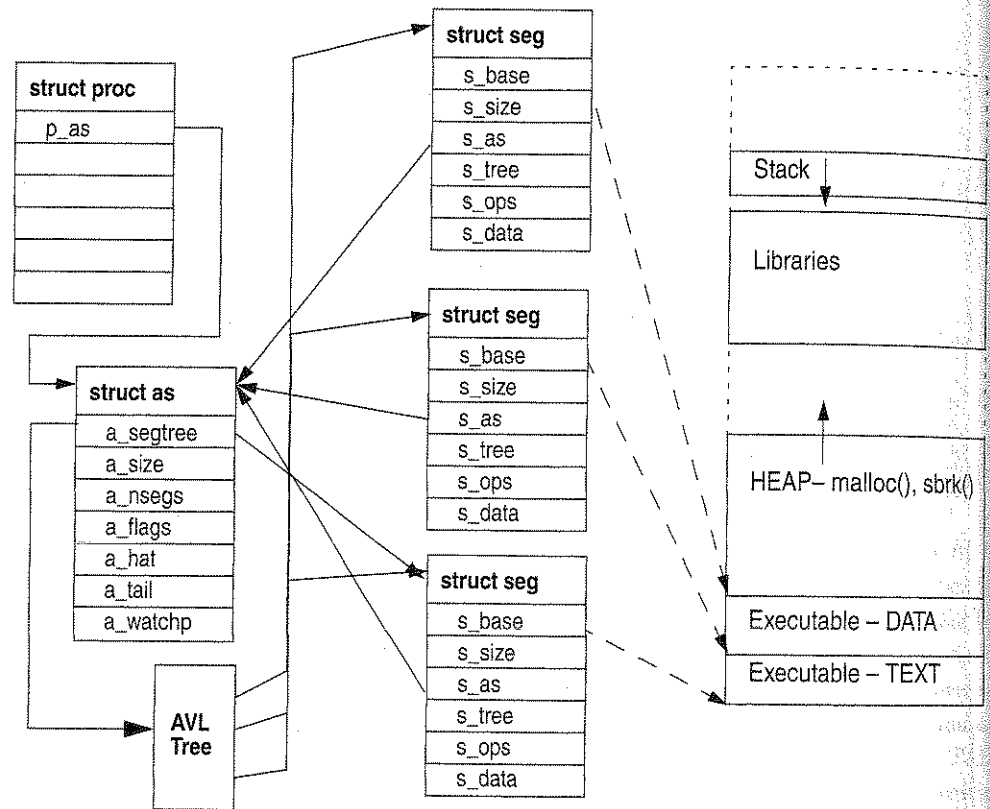 struct proc
p_as
struct as
a_segtree
a_size
a_nsegs
a_flags
a_hat
a_tail
a_watchp
AVL
Tree
struct seg
s_base
s_size
s_as
s_tree
s_ops
s_data
struct seg
s_base
s_size
s_as
s_tree
s_ops
s_data
struct seg
s_base
s_size
s_as
s_tree
s_ops
s_data
Stack
Libraries
HEAP– malloc(), sbrk()
Executable – DATA
Executable – TEXT